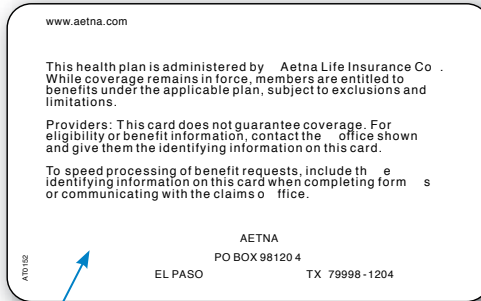 www.aetna.com
This health plan is administered by Aetna Life Insurance Co .
While coverage remains in force, members are entitled to
benefits under the applicable plan, subject to exclusions and
limitations.
Providers: This card does not guarantee coverage. For
eligibility or benefit information, contact the office shown
and give them the identifying information on this card.
To speed processing of benefit requests, include th e
identifying information on this card when completing form s
or communicating with the claims o ffice.
AETNA
PO BOX 98120 4
EL PASO TX 79998-1204
AT0152